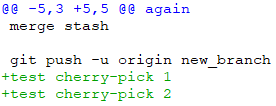 @@ -5,3 +5,5 @@ again
merge stash
git push -u origin new_branch
+test cherry-pick 1
+test cherry-pick 2